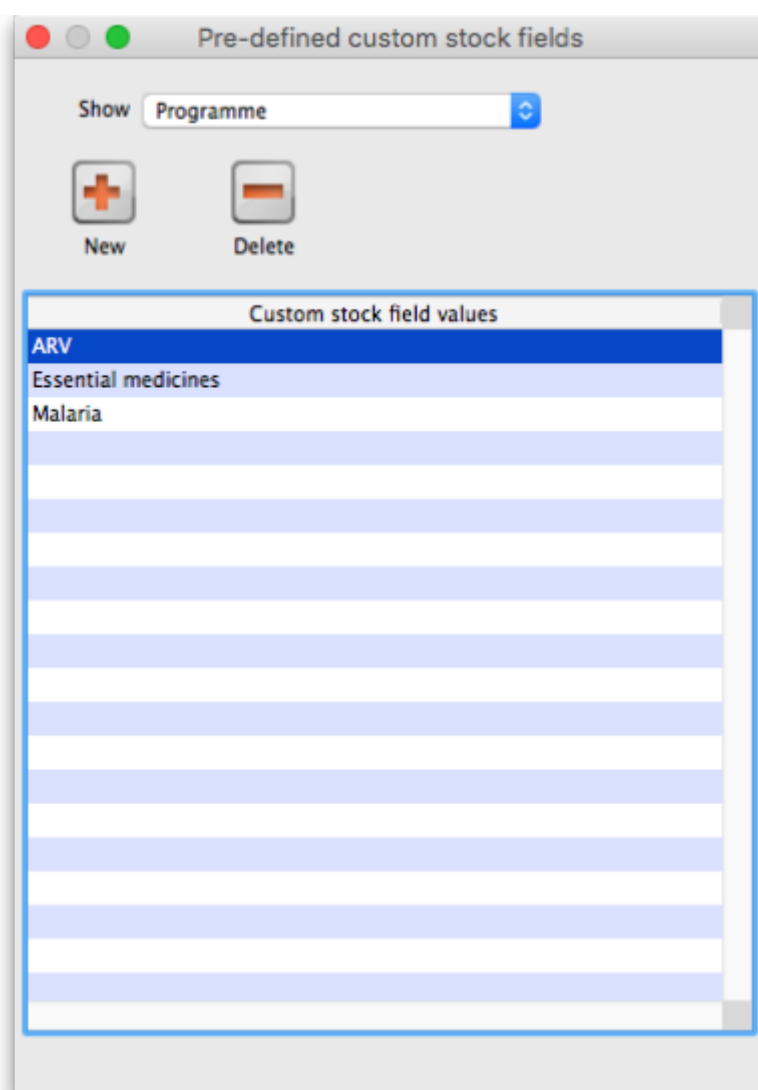 Pre-defined custom stock fields
Show Programme
New Delete
Custom stock field values
ARV
Essential medicines
Malaria